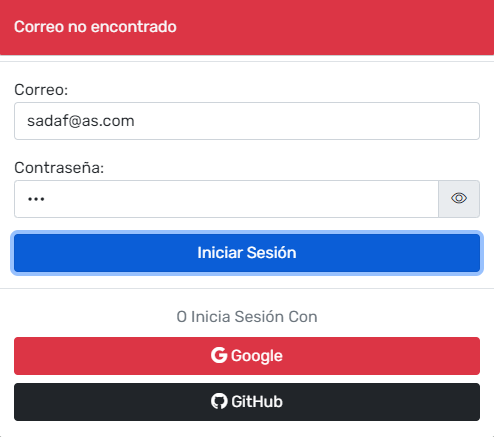 Correo no encontrado
Correo:
sadaf@as.com
Contraseña:
•••
Iniciar Sesión
O Inicia Sesión Con
Google
GitHub